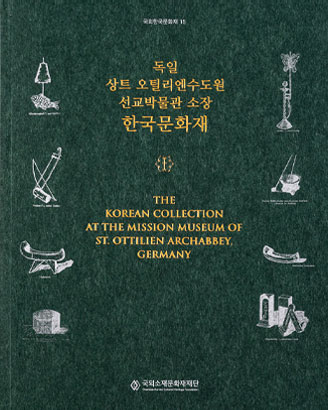 국외한국문화재 15
독일
상트 오틸리엔수도원
선교박물관 소장
한국문화재
I
THE
KOREAN COLLECTION
AT THE MISSION MUSEUM OF
ST. OTTILIEN ARCHABBEY,
GERMANY
국외소재문화재재단